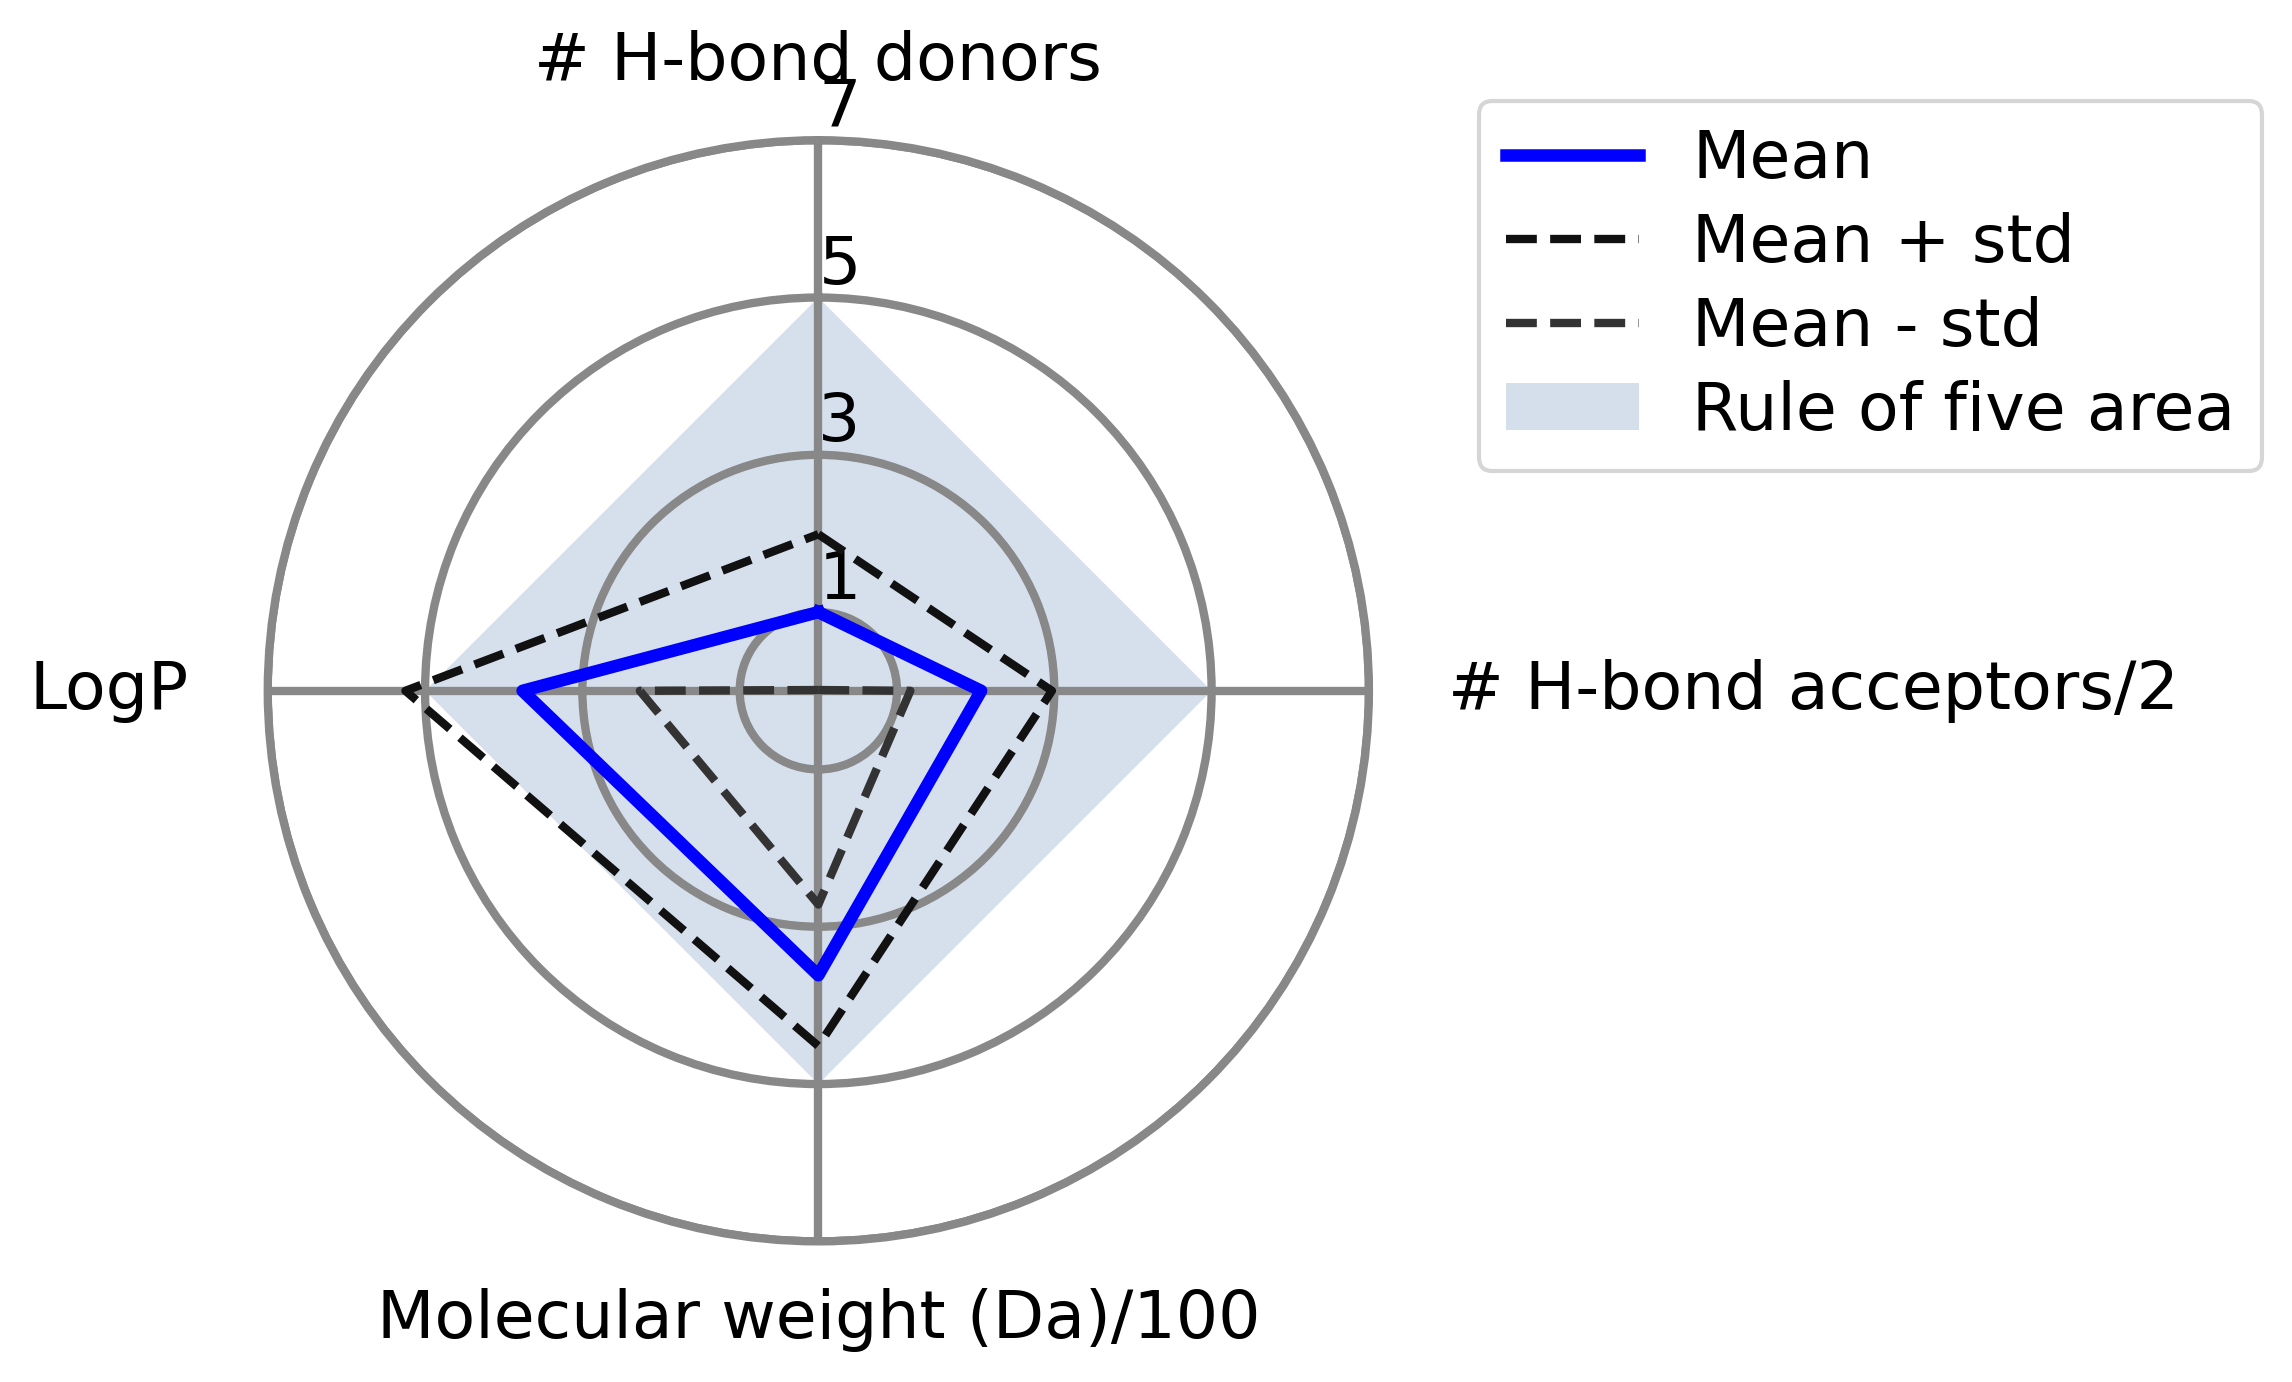 # H-bond donors
7
5
3
1
LogP
# H-bond acceptors/2
Molecular weight (Da)/100
Mean
Mean + std
Mean - std
Rule of five area